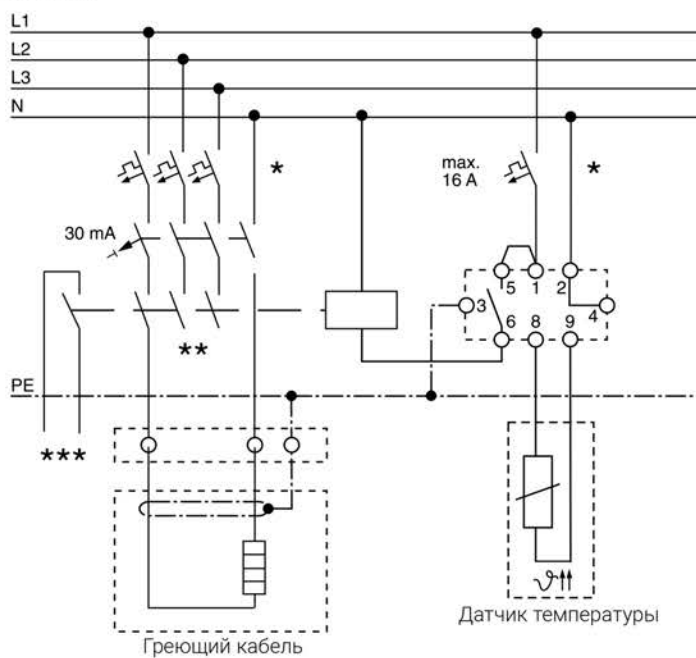 L1
L2
L3
N
*
max.
16 A
*
30 mA
5 1 2
3
4
6 8 9
**
PE
***
ϑ
Греющий кабель
Датчик температуры